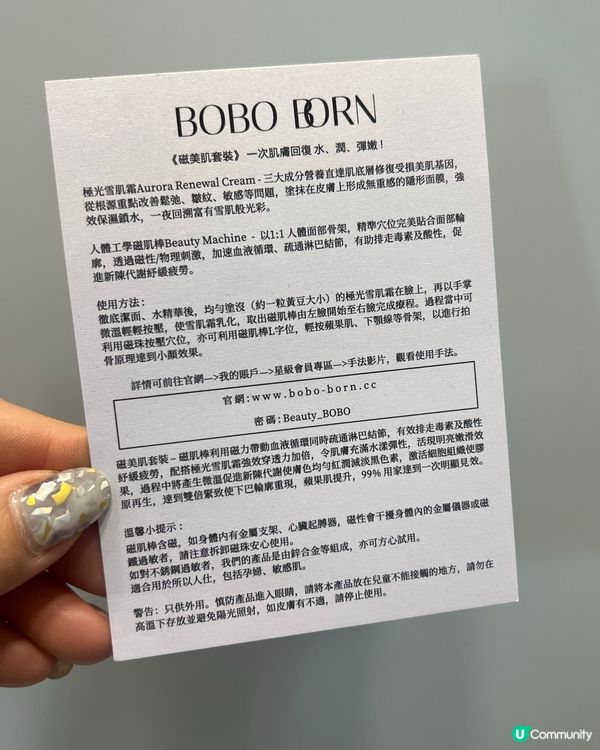 BOBO BORN
《磁美肌套裝》 一次肌膚回復 水、潤、彈嫩 !
極光雪肌霜Aurora Renewal Cream - 三大成分營養直達肌底層修復受損美肌基因,
從根源重點改善鬆弛、皺紋、敏感等問題，塗抹在皮膚上形成無重感的隱形面膜，強
效保濕鎖水，一夜回溯富有雪肌般光彩。
人體工學磁肌棒Beauty Machine - 以1:1 人體面部骨架，精準穴位完美貼合面部輪
廓，透過磁性/物理刺激，加速血液循環、疏通淋巴結節，有助排走毒素及酸性，促
進新陳代謝紓緩疲勞。
使用方法：
徹底潔面、水精華後，均勻塗沒（約一粒黃豆大小）的極光雪肌霜在臉上，再以手掌
微溫輕輕按壓，使雪肌霜乳化，取出磁肌棒由左臉開始至右臉完成療程。過程當中可
利用磁珠按壓穴位，亦可利用磁肌棒L字位，輕按蘋果肌、下顎線等骨架，以進行拍
骨原理達到小顏效果。
詳情可前往官網—>我的賬戶—>星級會員專區—>手法影片，觀看使用手法。
官網:www.bobo-born.cc
密碼:Beauty_BOBO
磁美肌套裝 – 磁肌棒利用磁力帶動血液循環同時疏通淋巴結節，有效排走毒素及酸性
紓緩疲勞，配搭極光雪肌霜強效穿透力加倍，令肌膚充滿水漾彈性，活現明亮嫩滑效
果，過程中將產生微溫促進新陳代謝使膚色均勻紅潤減淡黑色素，激活細胞組織使膠
原再生，達到雙倍緊致使下巴輪廓重現，蘋果肌提升，99% 用家達到一次明顯見效。
溫馨小提示：
磁肌棒含磁，如身體內有金屬支架、心臟起膊器，磁性會干擾身體內的金屬儀器或磁
鐵過敏者，請注意拆卸磁珠安心使用。
如對不銹鋼過敏者，我們的產品是由鋅合金等組成，亦可方心試用。
適合用於所以人仕，包括孕媳、敏感肌。
警告：只供外用。慎防產品進入眼睛，請將本產品放在兒童不能接觸的地方，請勿在
高溫下存放並避免陽光照射，如皮膚有不適，請停止使用。
U Community